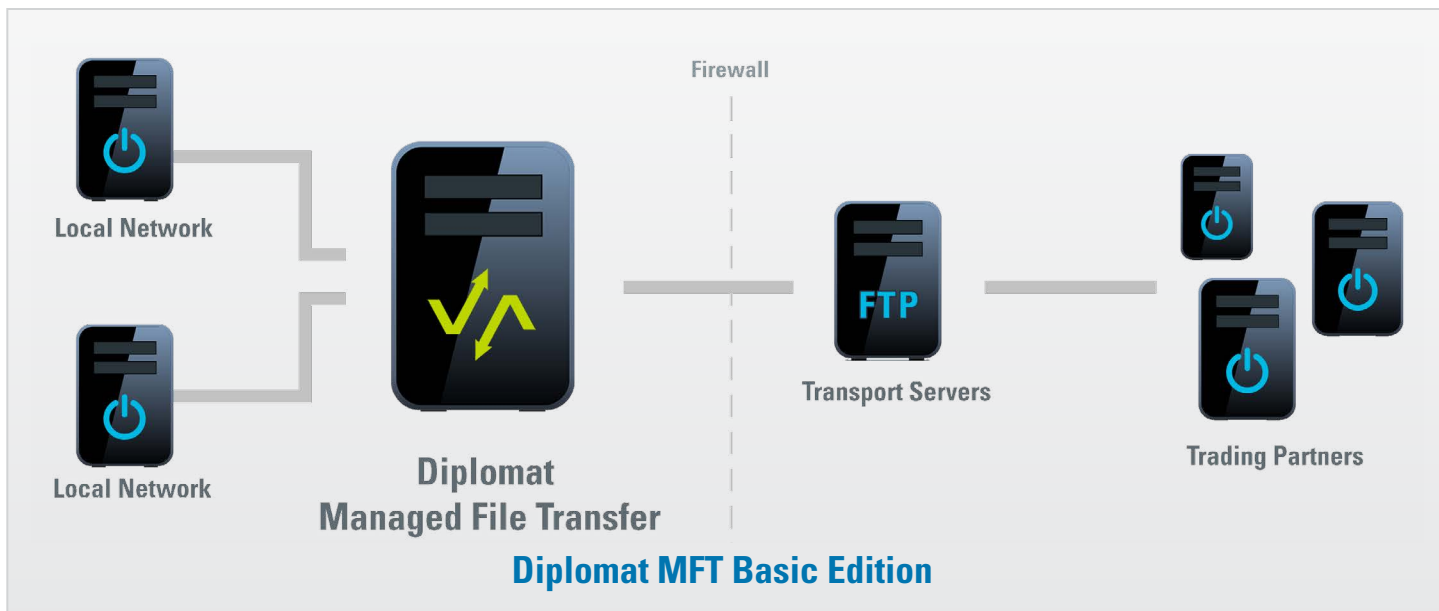 Firewall
Local Network
FTP
Transport Servers
Trading Partners
Local Network
Diplomat
Managed File Transfer
Diplomat MFT Basic Edition